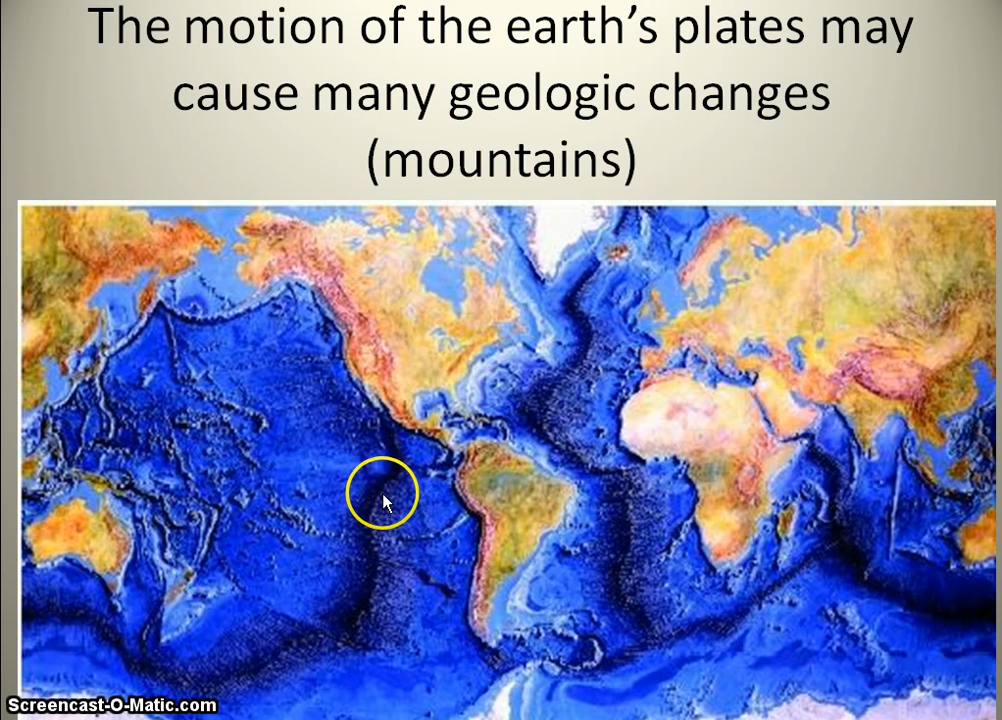 The motion of the earth’s plates may
cause many geologic changes
(mountains)
Screencast-O-Matic.com